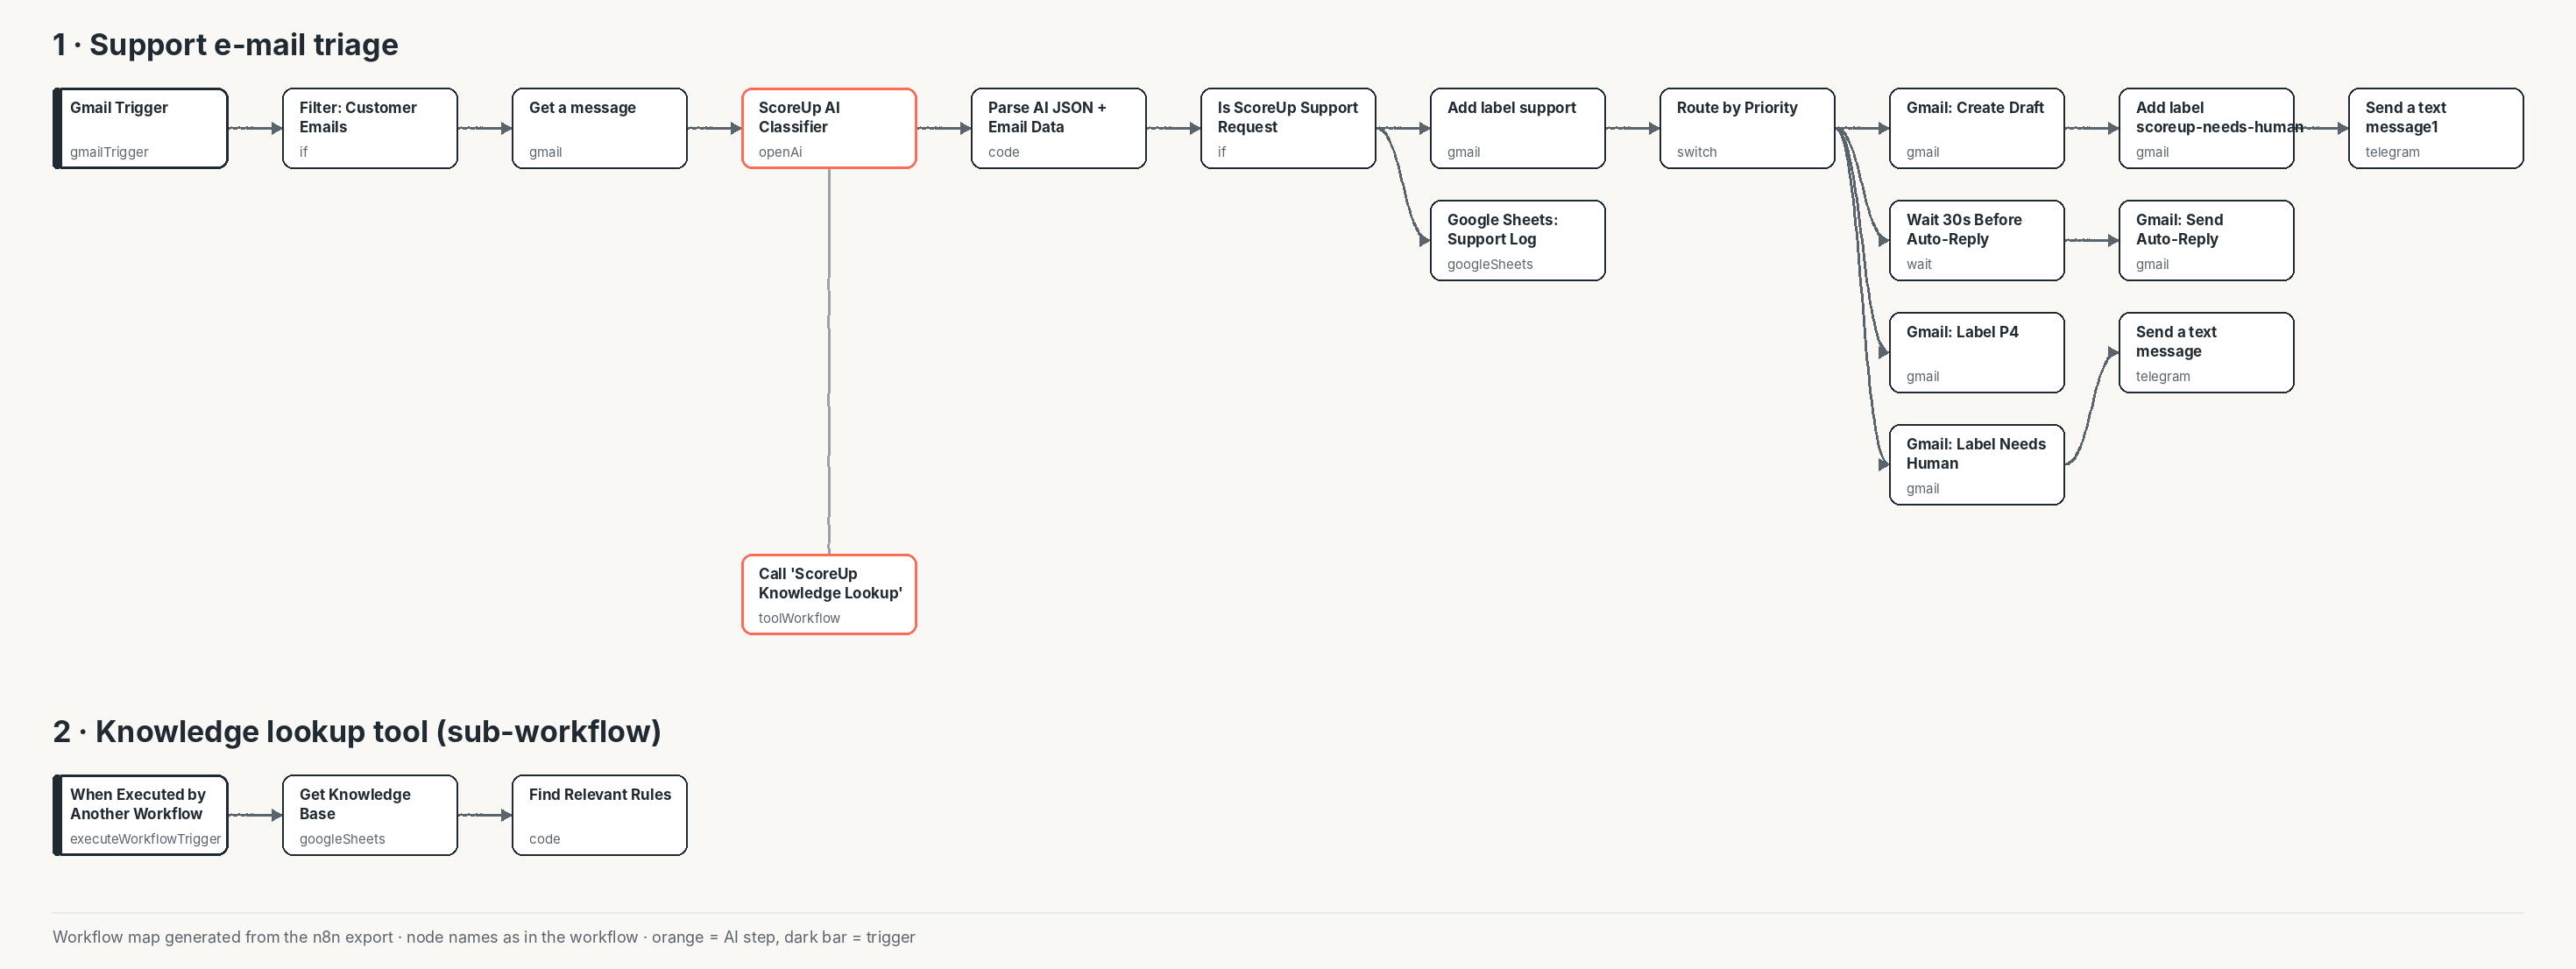 1 · Support e-mail triage
Gmail Trigger
gmailTrigger
Filter: Customer
Emails
if
Get a message
gmail
ScoreUp AI
Classifier
openAi
Parse AI JSON +
Email Data
code
Is ScoreUp Support
Request
if
Add label support
gmail
Route by Priority
switch
Gmail: Create Draft
gmail
Add label
scoreup-needs-human
gmail
Send a text
message1
telegram
Google Sheets:
Support Log
googleSheets
Wait 30s Before
Auto-Reply
wait
Gmail: Send
Auto-Reply
gmail
Gmail: Label P4
gmail
Send a text
message
telegram
Gmail: Label Needs
Human
gmail
Call 'ScoreUp
Knowledge Lookup'
toolWorkflow
2 · Knowledge lookup tool (sub-workflow)
When Executed by
Another Workflow
executeWorkflowTrigger
Get Knowledge
Base
googleSheets
Find Relevant Rules
code
Workflow map generated from the n8n export · node names as in the workflow · orange = AI step, dark bar = trigger